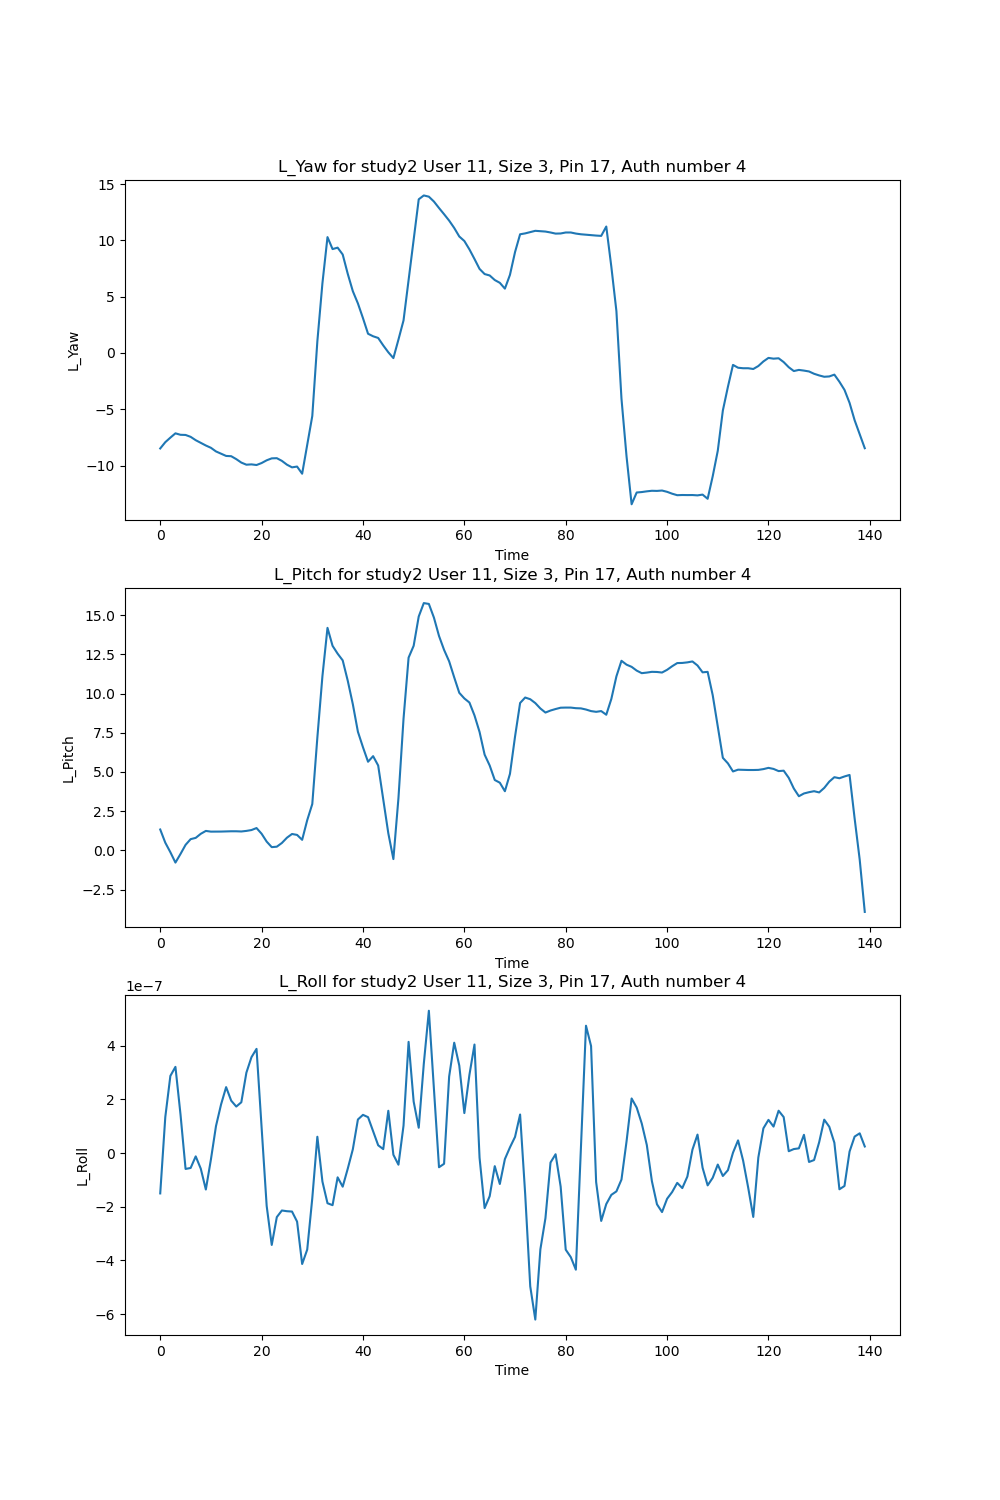 L_Yaw for study2 User 11, Size 3, Pin 17, Auth number 4
15
10
5
0
−5
−10
L_Yaw
0 20 40 60 80 100 120 140
Time
L_Pitch for study2 User 11, Size 3, Pin 17, Auth number 4
15.0
12.5
10.0
7.5
5.0
2.5
0.0
−2.5
L_Pitch
0 20 40 60 80 100 120 140
Time
L_Roll for study2 User 11, Size 3, Pin 17, Auth number 4
1e−7
4
2
0
−2
−4
−6
L_Roll
0 20 40 60 80 100 120 140
Time